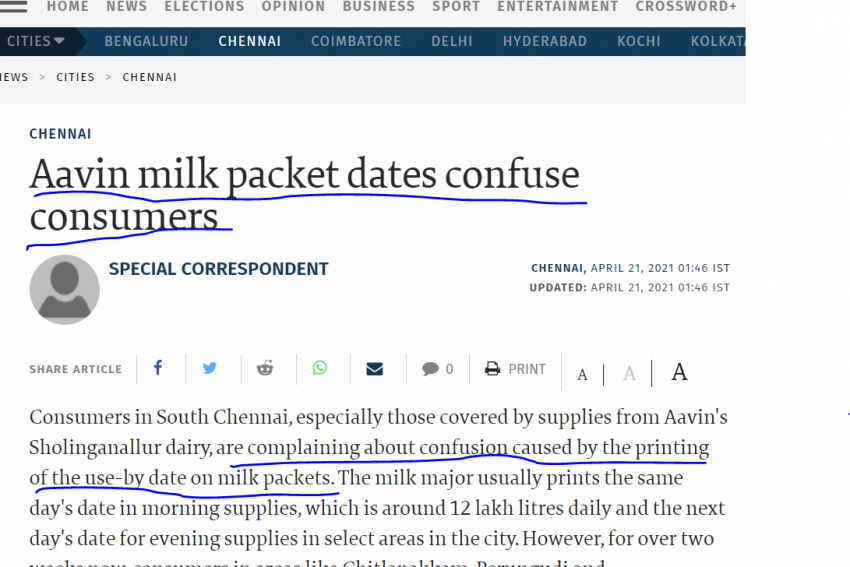 HOME NEWS ELECTIONS OPINION BUSINESS SPORT ENTERTAINMENT CROSSWORD+
CITIES BENGALURU CHENNAI COIMBATORE DELHI HYDERABAD KOCHI
> CITIES > CHENNAI
CHENNAI
Aavin milk packet dates confuse
consumers
SPECIAL CORRESPONDENT
CHENNAI, APRIL 21, 2021 01:46 IST
UPDATED: APRIL 21, 2021 01:46 IST
SHARE ARTICLE 0 PRINT A A A
Consumers in South Chennai, especially those covered by supplies from Aavin's
Sholinganallur dairy, are complaining about confusion caused by the printing
of the use-by date on milk packets. The milk major usually prints the same
day's date in morning supplies, which is around 12 lakh litres daily and the next
day's date for evening supplies in select areas in the city. However, for over two